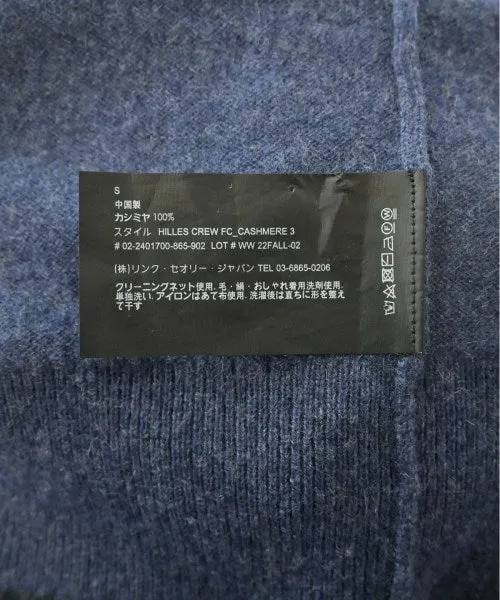 S
中国製
カシミヤ 100%
スタイル HILLES CREW FC_CASHMERE 3
# 02-2401700-865-902 LOT # WW 22FALL-02
(株)リンク・セオリー・ジャパン TEL 03-6865-0206
クリーニングネット使用. 毛・絹・おしゃれ着用洗剤使用.
単独洗い. アイロンはあて布使用. 洗濯後は直ちに形を整え
て干す